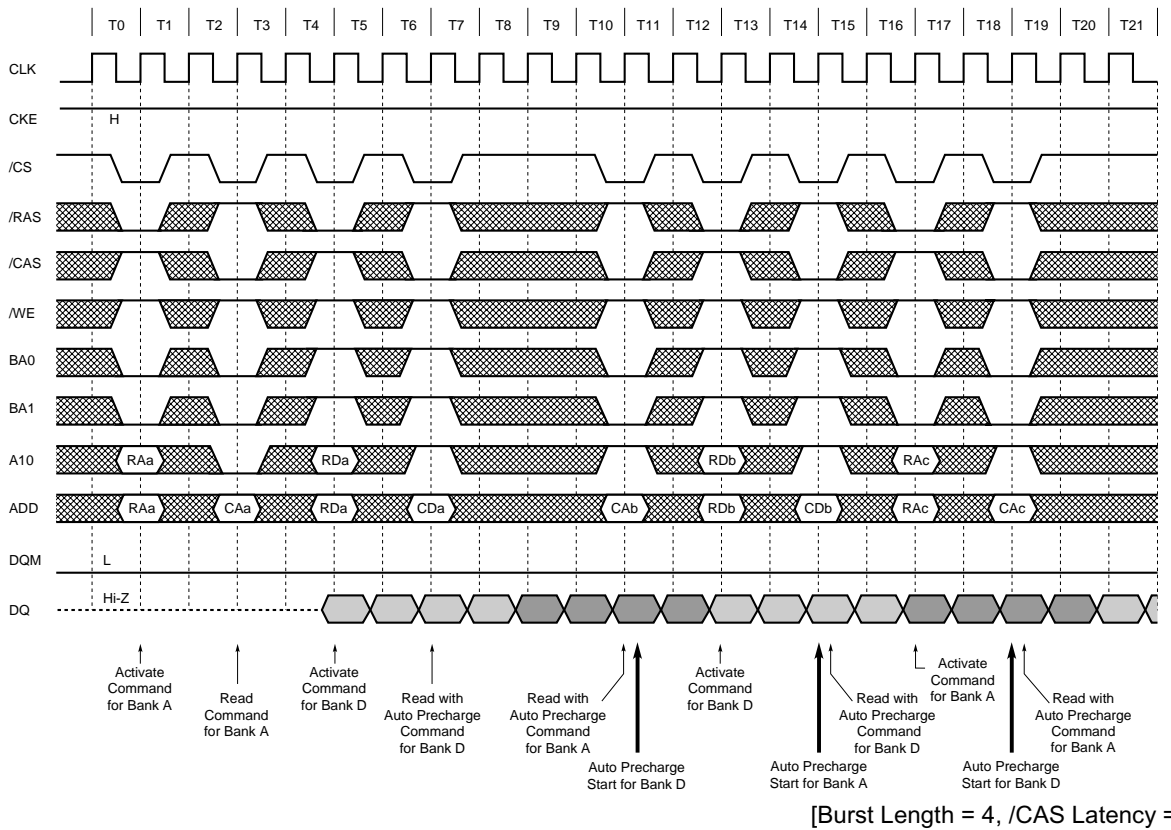 T0 T1 T2 T3 T4 T5 T6 T7 T8 T9 T10 T11 T12 T13 T14 T15 T16 T17 T18 T19 T20 T21
CLK
CKE H
/CS
/RAS
/CAS
/WE
BA0
BA1
A10 RAa RDa RDb RAc
ADD RAa CAa RDa CDa CAb RDb CDb RAc CAc
DQM L
DQ Hi-Z
Activate
Command
for Bank A
Read
Command
for Bank A
Activate
Command
for Bank D
Read with
Auto Precharge
Command
for Bank D
Read with
Auto Precharge
Command
for Bank A
Auto Precharge
Start for Bank D
Activate
Command
for Bank D
Auto Precharge
Start for Bank A
Read with
Auto Precharge
Command
for Bank D
Activate
Command
for Bank A
Auto Precharge
Start for Bank D
Read with
Auto Precharge
Command
for Bank A
[Burst Length = 4, /CAS Latency =